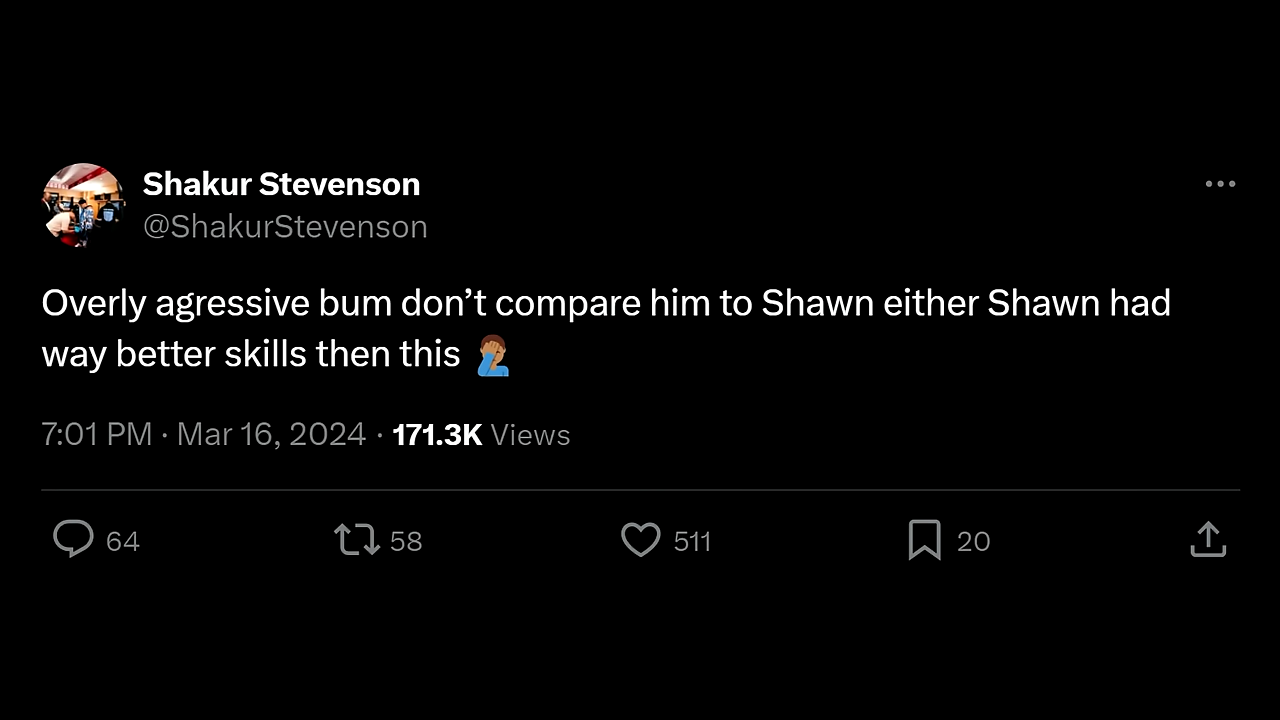 Shakur Stevenson
@ShakurStevenson
Overly agressive bum don’t compare him to Shawn either Shawn had
way better skills then this 🤦🏾‍♂️
7:01 PM · Mar 16, 2024 · 171.3K Views
64 58 511 20